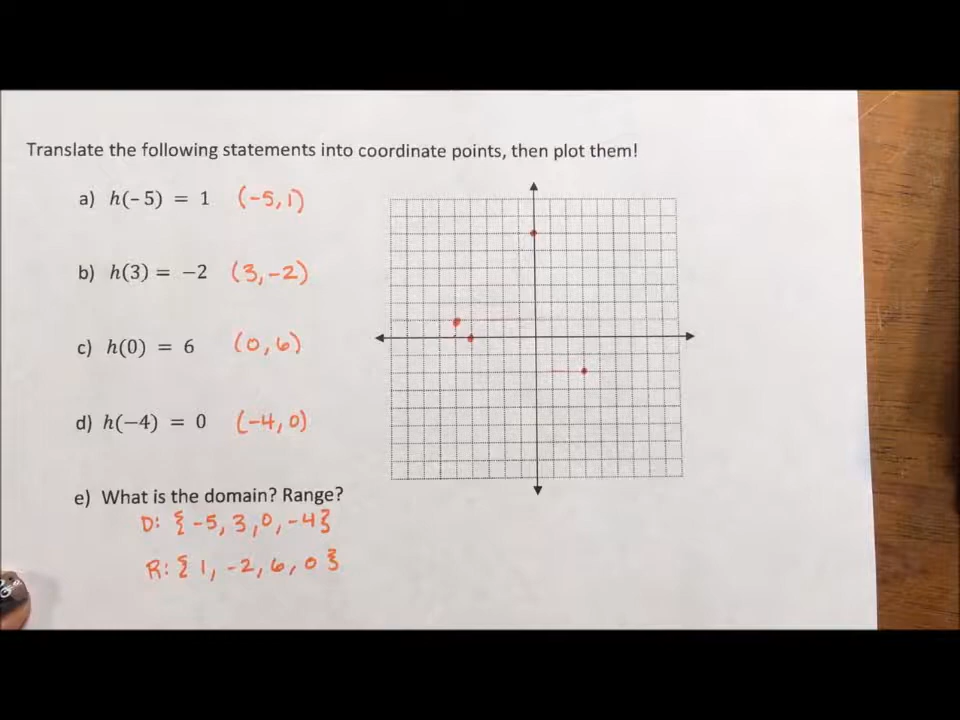 Translate the following statements into coordinate points, then plot them!
a) h(−5) = 1 (-5,1)
b) h(3) = −2 (3,-2)
c) h(0) = 6 (0,6)
d) h(−4) = 0 (-4,0)
e) What is the domain? Range?
D: { -5, 3, 0, -4}
R: { 1, -2, 6, 0 }